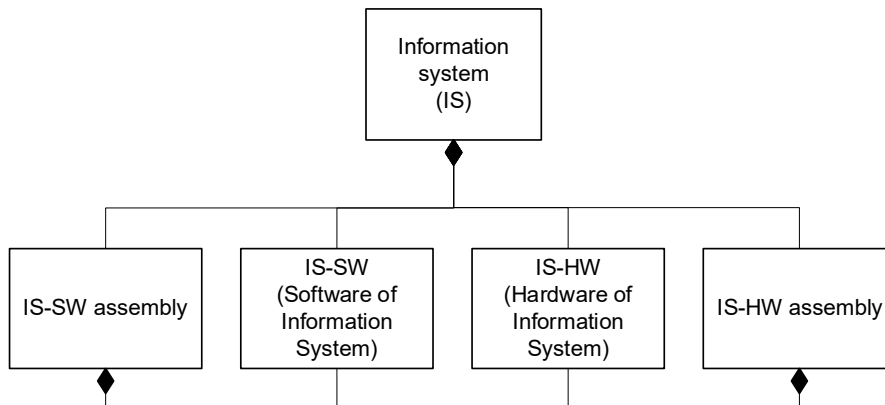 Information
system
(IS)
IS-SW assembly
IS-SW
(Software of
Information
System)
IS-HW
(Hardware of
Information
System)
IS-HW assembly